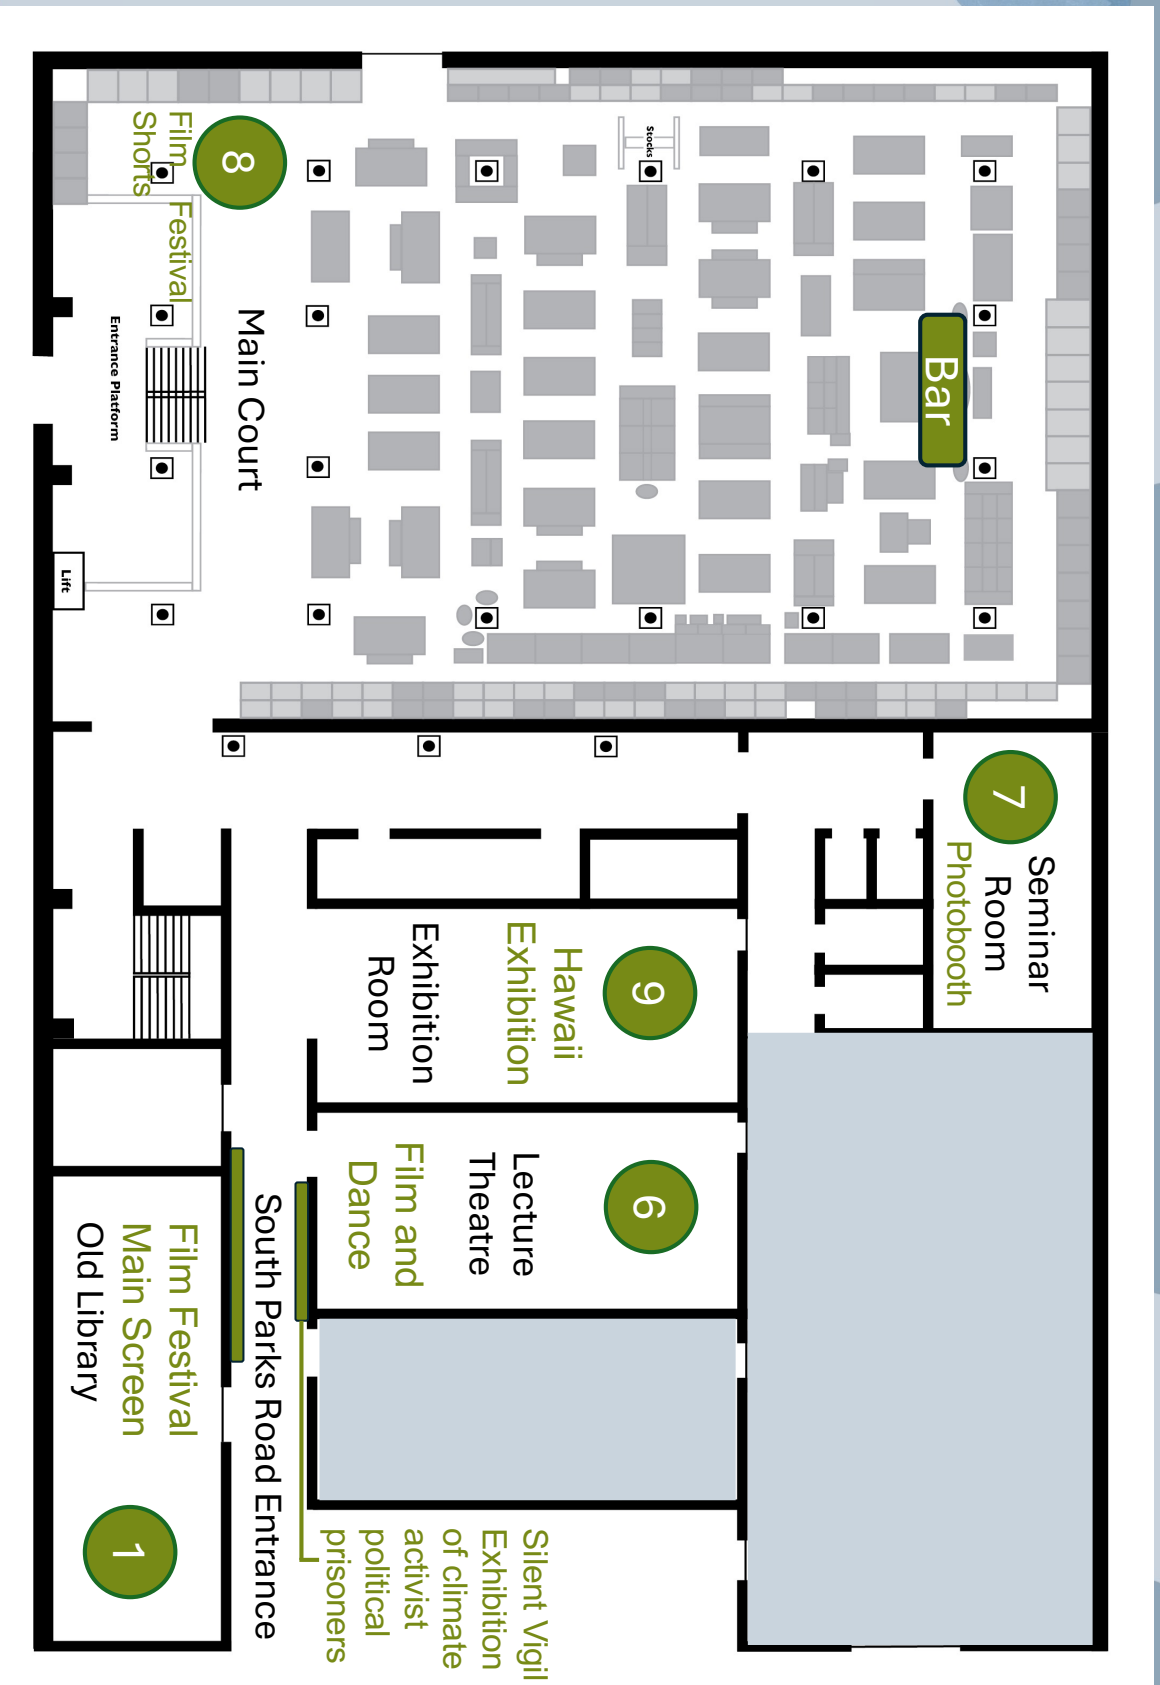 Bar
Stocks
Main Court
8
Film Festival
Shorts
Entrance Platform
Lift
7
Seminar
Room
Photobooth
9
Hawaii
Exhibition
Exhibition
Room
6
Lecture
Theatre
Film and
Dance
Silent Vigil
Exhibition
of climate
activist
political
prisoners
South Parks Road Entrance
Film Festival
Main Screen
Old Library
1